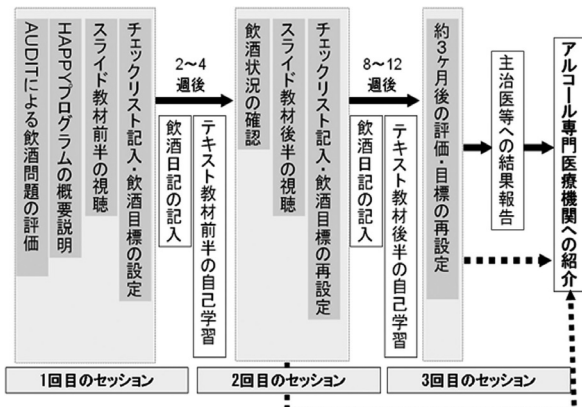 AUDITによる飲酒問題の評価
HAPPYプログラムの概要説明
スライド教材前半の視聴
チェックリスト記入・飲酒目標の設定
2〜4
週後
飲酒日記の記入
テキスト教材前半の自己学習
飲酒状況の確認
スライド教材後半の視聴
チェックリスト記入・飲酒目標の再設定
8〜12
週後
飲酒日記の記入
テキスト教材後半の自己学習
約3ヶ月後の評価・目標の再設定
主治医等への結果報告
アルコール専門医療機関への紹介
1回目のセッション
2回目のセッション
3回目のセッション